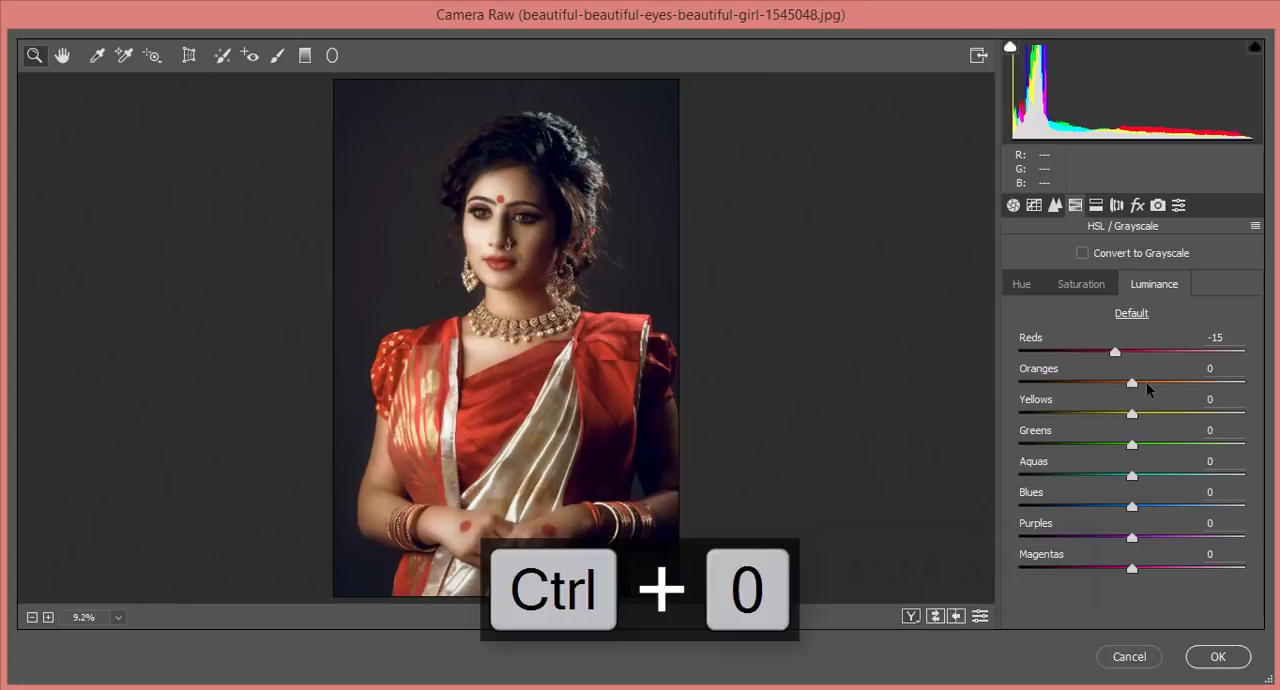 Camera Raw (beautiful-beautiful-eyes-beautiful-girl-1545048.jpg)
R: ---
G: ---
B: ---
fx
HSL / Grayscale
Convert to Grayscale
Hue Saturation Luminance
Default
Reds -15
Oranges 0
Yellows 0
Greens 0
Aquas 0
Blues 0
Purples 0
Magentas 0
Ctrl + 0
9.2%
Y
Cancel OK